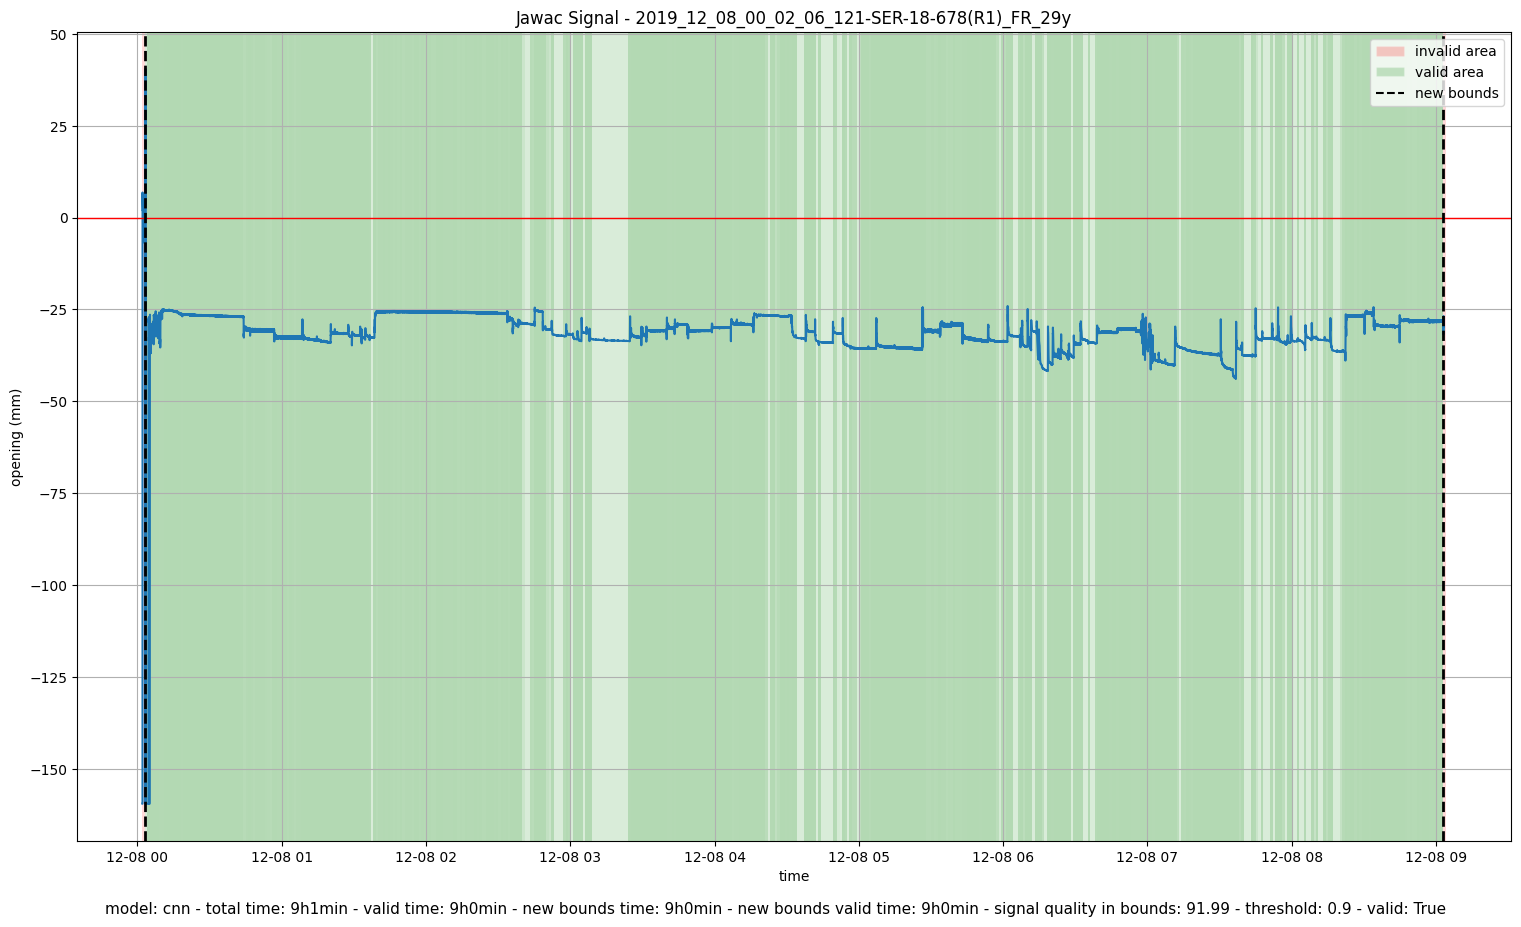 Jawac Signal - 2019_12_08_00_02_06_121-SER-18-678(R1)_FR_29y
invalid area
valid area
new bounds
50
25
0
−25
−50
−75
−100
−125
−150
opening (mm)
12-08 00
12-08 01
12-08 02
12-08 03
12-08 04
12-08 05
12-08 06
12-08 07
12-08 08
12-08 09
time
model: cnn - total time: 9h1min - valid time: 9h0min - new bounds time: 9h0min - new bounds valid time: 9h0min - signal quality in bounds: 91.99 - threshold: 0.9 - valid: True